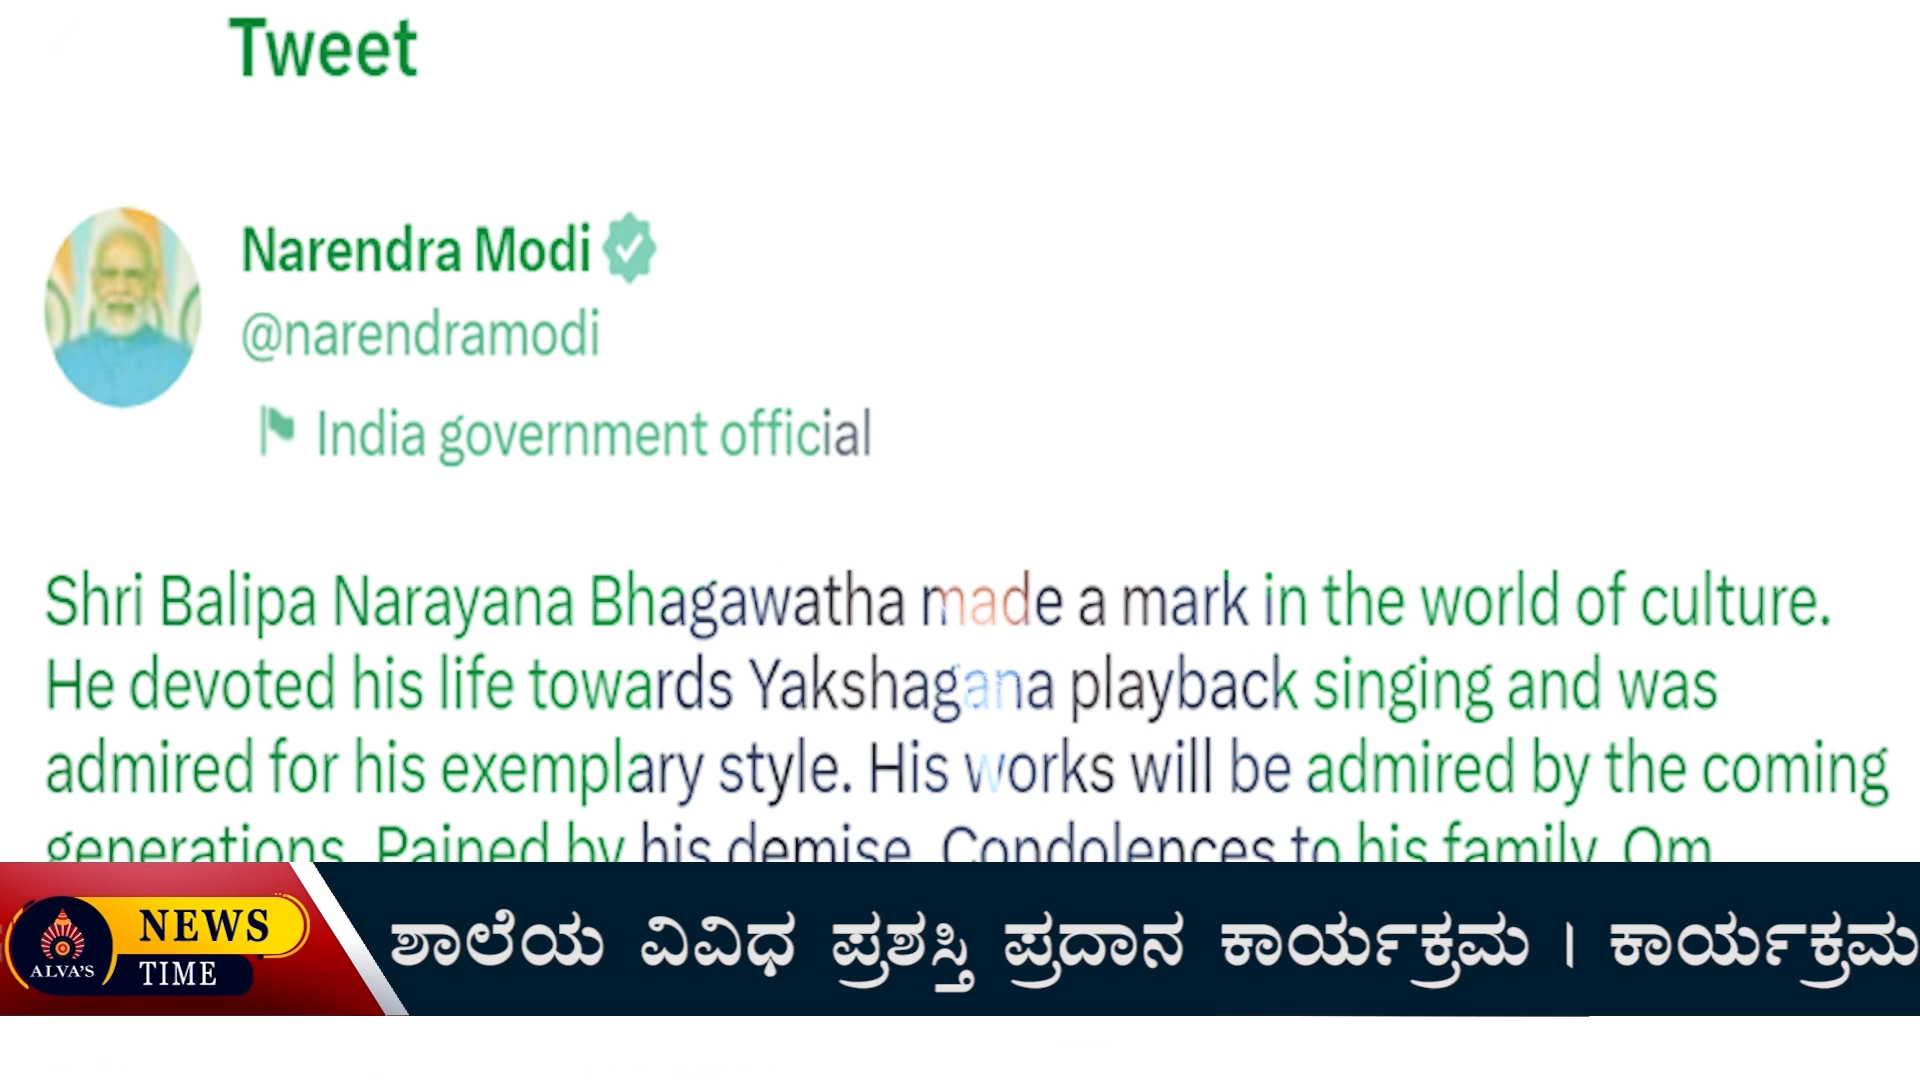 Tweet
Narendra Modi
@narendramodi
India government official
Shri Balipa Narayana Bhagawatha made a mark in the world of culture.
He devoted his life towards Yakshagana playback singing and was
admired for his exemplary style. His works will be admired by the coming
generations. Pained by his demise. Condolences to his family. Om
ALVA'S
NEWS
TIME
ಶಾಲೆಯ ವಿವಿಧ ಪ್ರಶಸ್ತಿ ಪ್ರದಾನ ಕಾರ್ಯಕ್ರಮ । ಕಾರ್ಯಕ್ರಮ